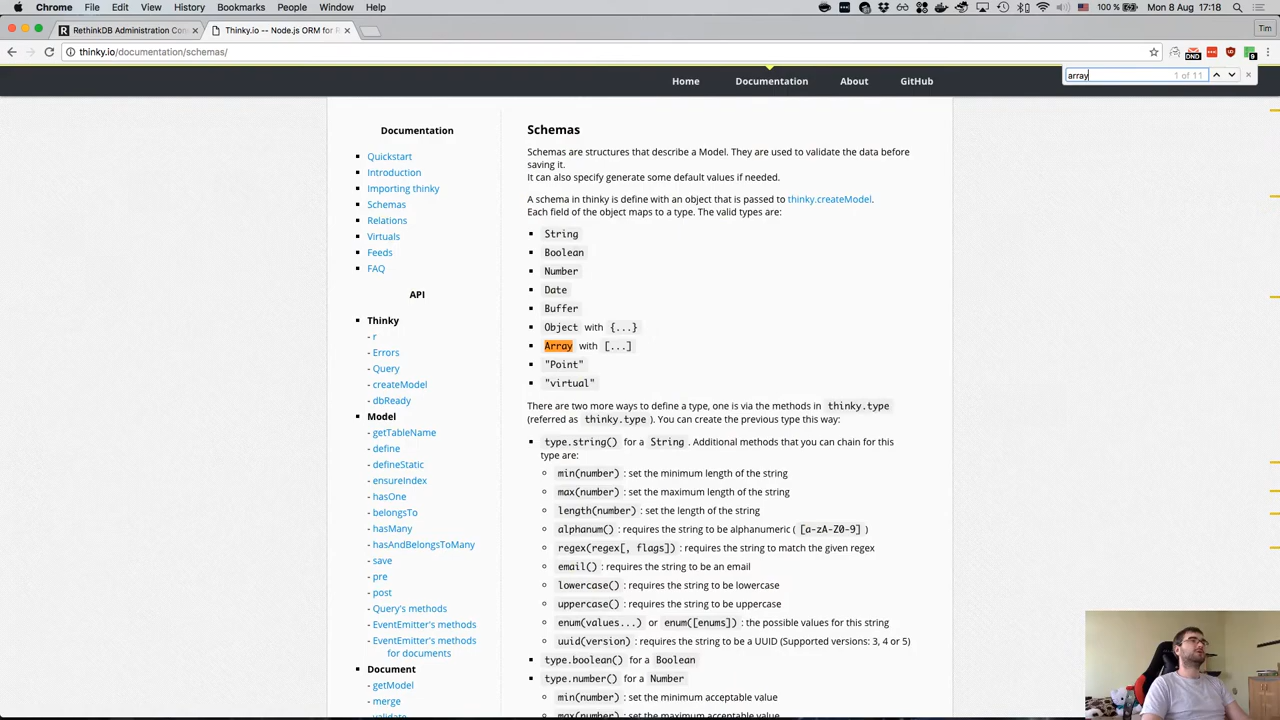 Chrome File Edit View History Bookmarks People Window Help 100 % Mon 8 Aug 17:18
RethinkDB Administration Con Thinky.io -- Node.js ORM for R Tim
thinky.io/documentation/schemas/ DND 9
Home Documentation About GitHub
array 1 of 11
Documentation
Quickstart
Introduction
Importing thinky
Schemas
Relations
Virtuals
Feeds
FAQ
API
Thinky
- r
- Errors
- Query
- createModel
- dbReady
Model
- getTableName
- define
- defineStatic
- ensureIndex
- hasOne
- belongsTo
- hasMany
- hasAndBelongsToMany
- save
- pre
- post
- Query's methods
- EventEmitter's methods
- EventEmitter's methods
for documents
Document
- getModel
- merge
- validate
Schemas
Schemas are structures that describe a Model. They are used to validate the data before
saving it.
It can also specify generate some default values if needed.
A schema in thinky is define with an object that is passed to thinky.createModel.
Each field of the object maps to a type. The valid types are:
String
Boolean
Number
Date
Buffer
Object with {...}
Array with [...]
"Point"
"virtual"
There are two more ways to define a type, one is via the methods in thinky.type
(referred as thinky.type ). You can create the previous type this way:
type.string() for a String . Additional methods that you can chain for this
type are:
min(number) : set the minimum length of the string
max(number) : set the maximum length of the string
length(number) : set the length of the string
alphanum() : requires the string to be alphanumeric ( [a-zA-Z0-9] )
regex(regex[, flags]) : requires the string to match the given regex
email() : requires the string to be an email
lowercase() : requires the string to be lowercase
uppercase() : requires the string to be uppercase
enum(values...) or enum([enums]) : the possible values for this string
uuid(version) : requires the string to be a UUID (Supported versions: 3, 4 or 5)
type.boolean() for a Boolean
type.number() for a Number
min(number) : set the minimum acceptable value
max(number) : set the maximum acceptable value